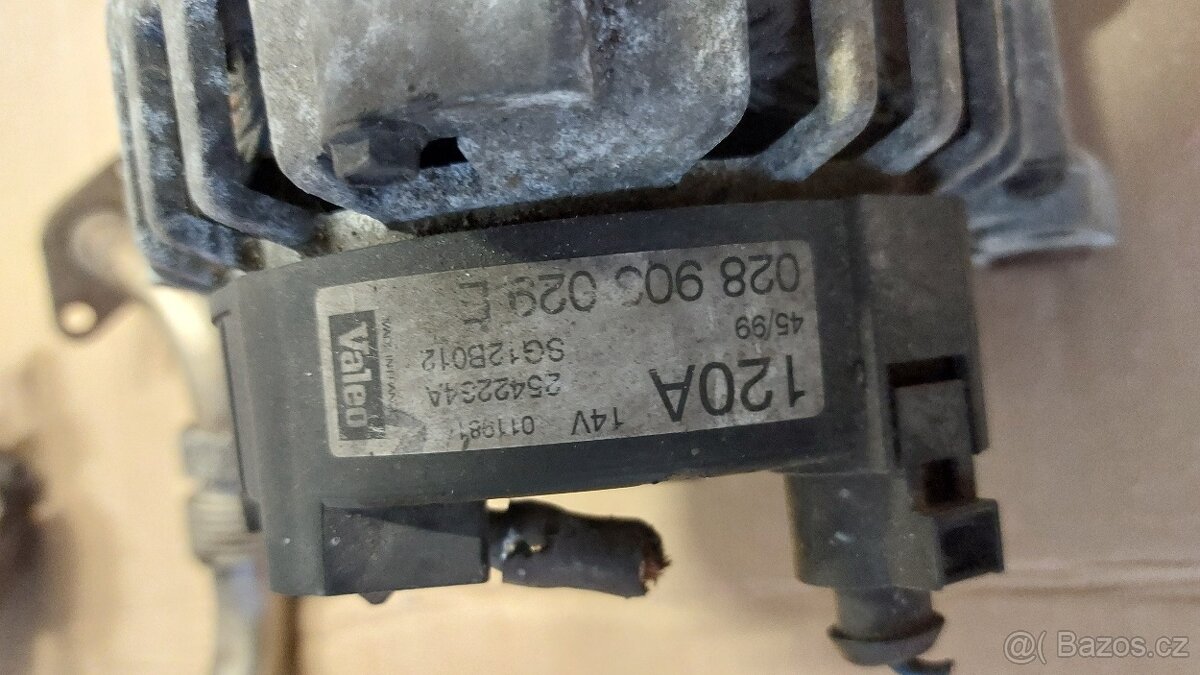 120A 14V 011981
45/99 2542234A
SG12B012
028 903 029
Valeo
@( Bazos.cz